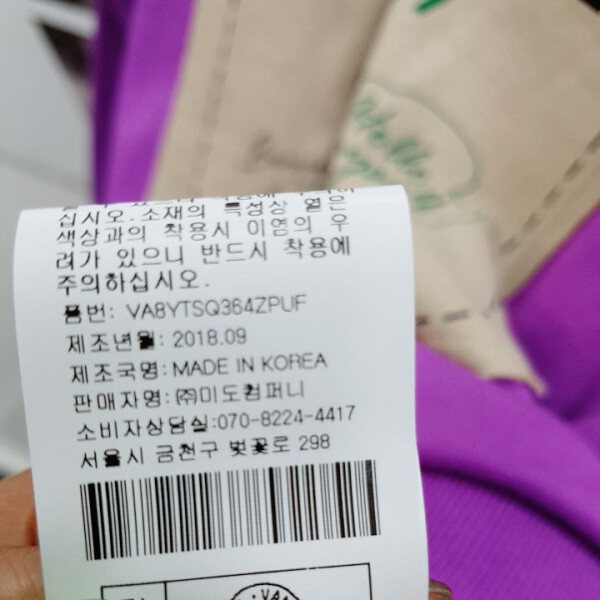 십시오.소재의 특성상 옅은
색상과의 착용시 이염의 우
려가 있으니 반드시 착용에
주의하십시오.
품번: VA8YTSQ364ZPUF
제조년월: 2018.09
제조국명: MADE IN KOREA
판매자명: ㈜미도컴퍼니
소비자상담실:070-8224-4417
서울시 금천구 벚꽃로 298
Hello